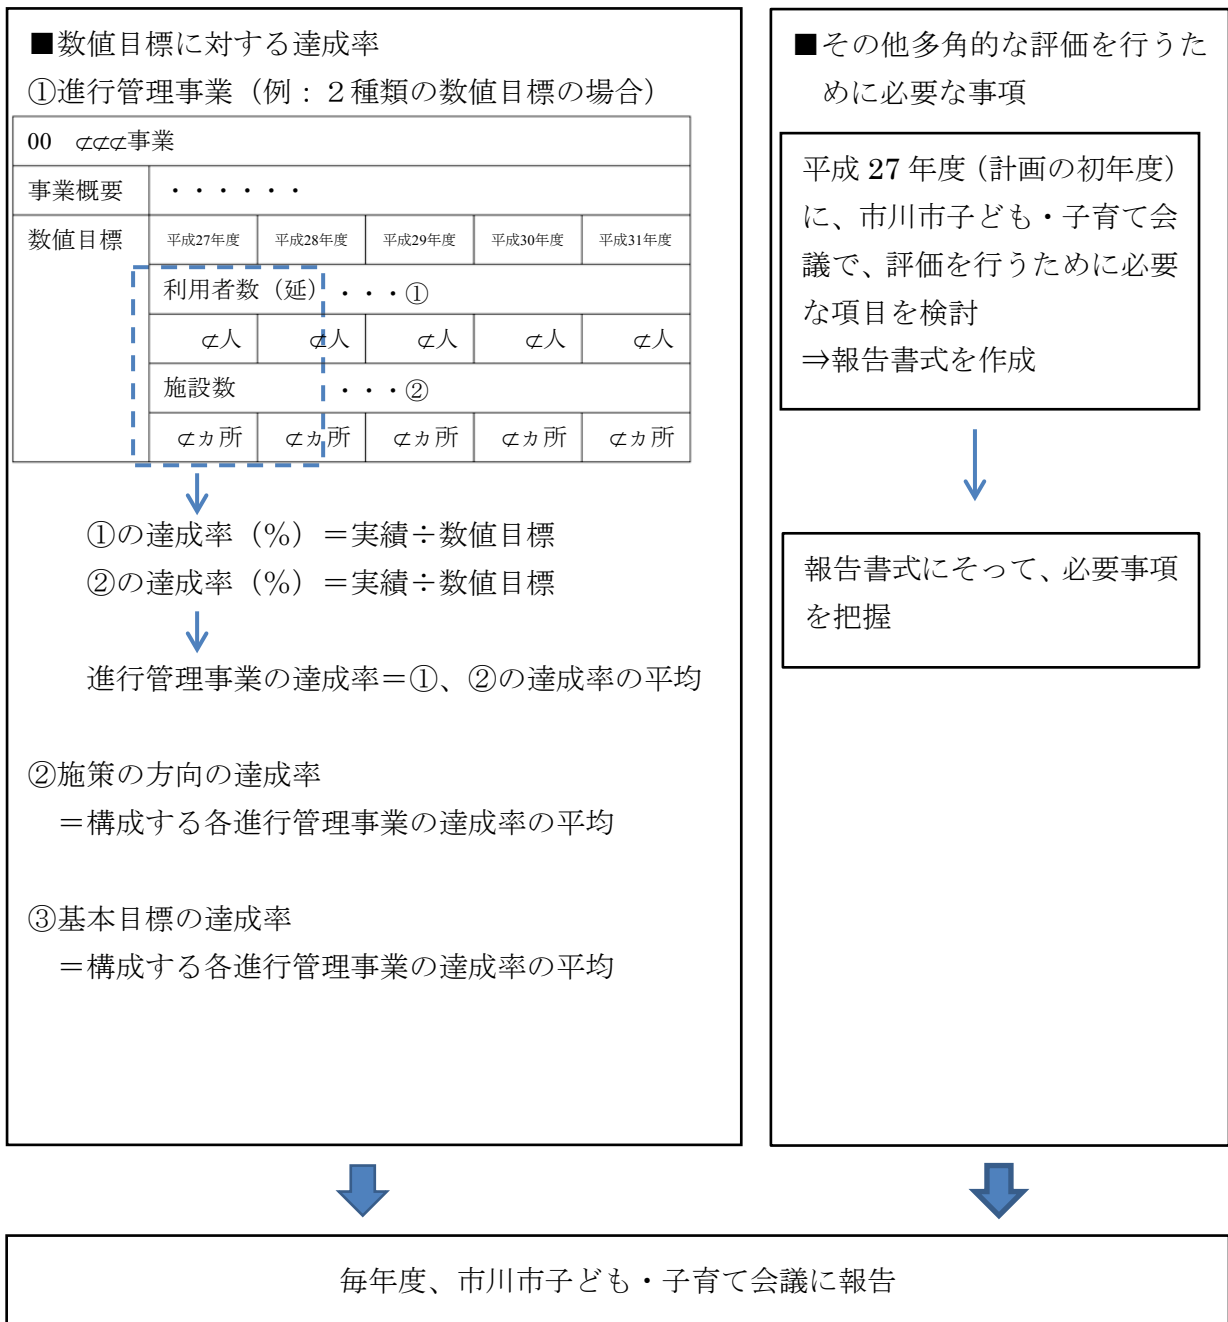 ■数値目標に対する達成率
①進行管理事業（例：２種類の数値目標の場合）
00　⊄⊄⊄事業
事業概要　・・・・・・
数値目標　平成27年度　平成28年度　平成29年度　平成30年度　平成31年度
利用者数（延）・・・①
⊄人　⊄人　⊄人　⊄人　⊄人
施設数　・・・②
⊄ヵ所　⊄ヵ所　⊄ヵ所　⊄ヵ所　⊄ヵ所
①の達成率（%）＝実績÷数値目標
②の達成率（%）＝実績÷数値目標
進行管理事業の達成率＝①、②の達成率の平均
②施策の方向の達成率
＝構成する各進行管理事業の達成率の平均
③基本目標の達成率
＝構成する各進行管理事業の達成率の平均
■その他多角的な評価を行うた
めに必要な事項
平成 27 年度（計画の初年度）
に、市川市子ども・子育て会
議で、評価を行うために必要
な項目を検討
⇒報告書式を作成
報告書式にそって、必要事項
を把握
毎年度、市川市子ども・子育て会議に報告